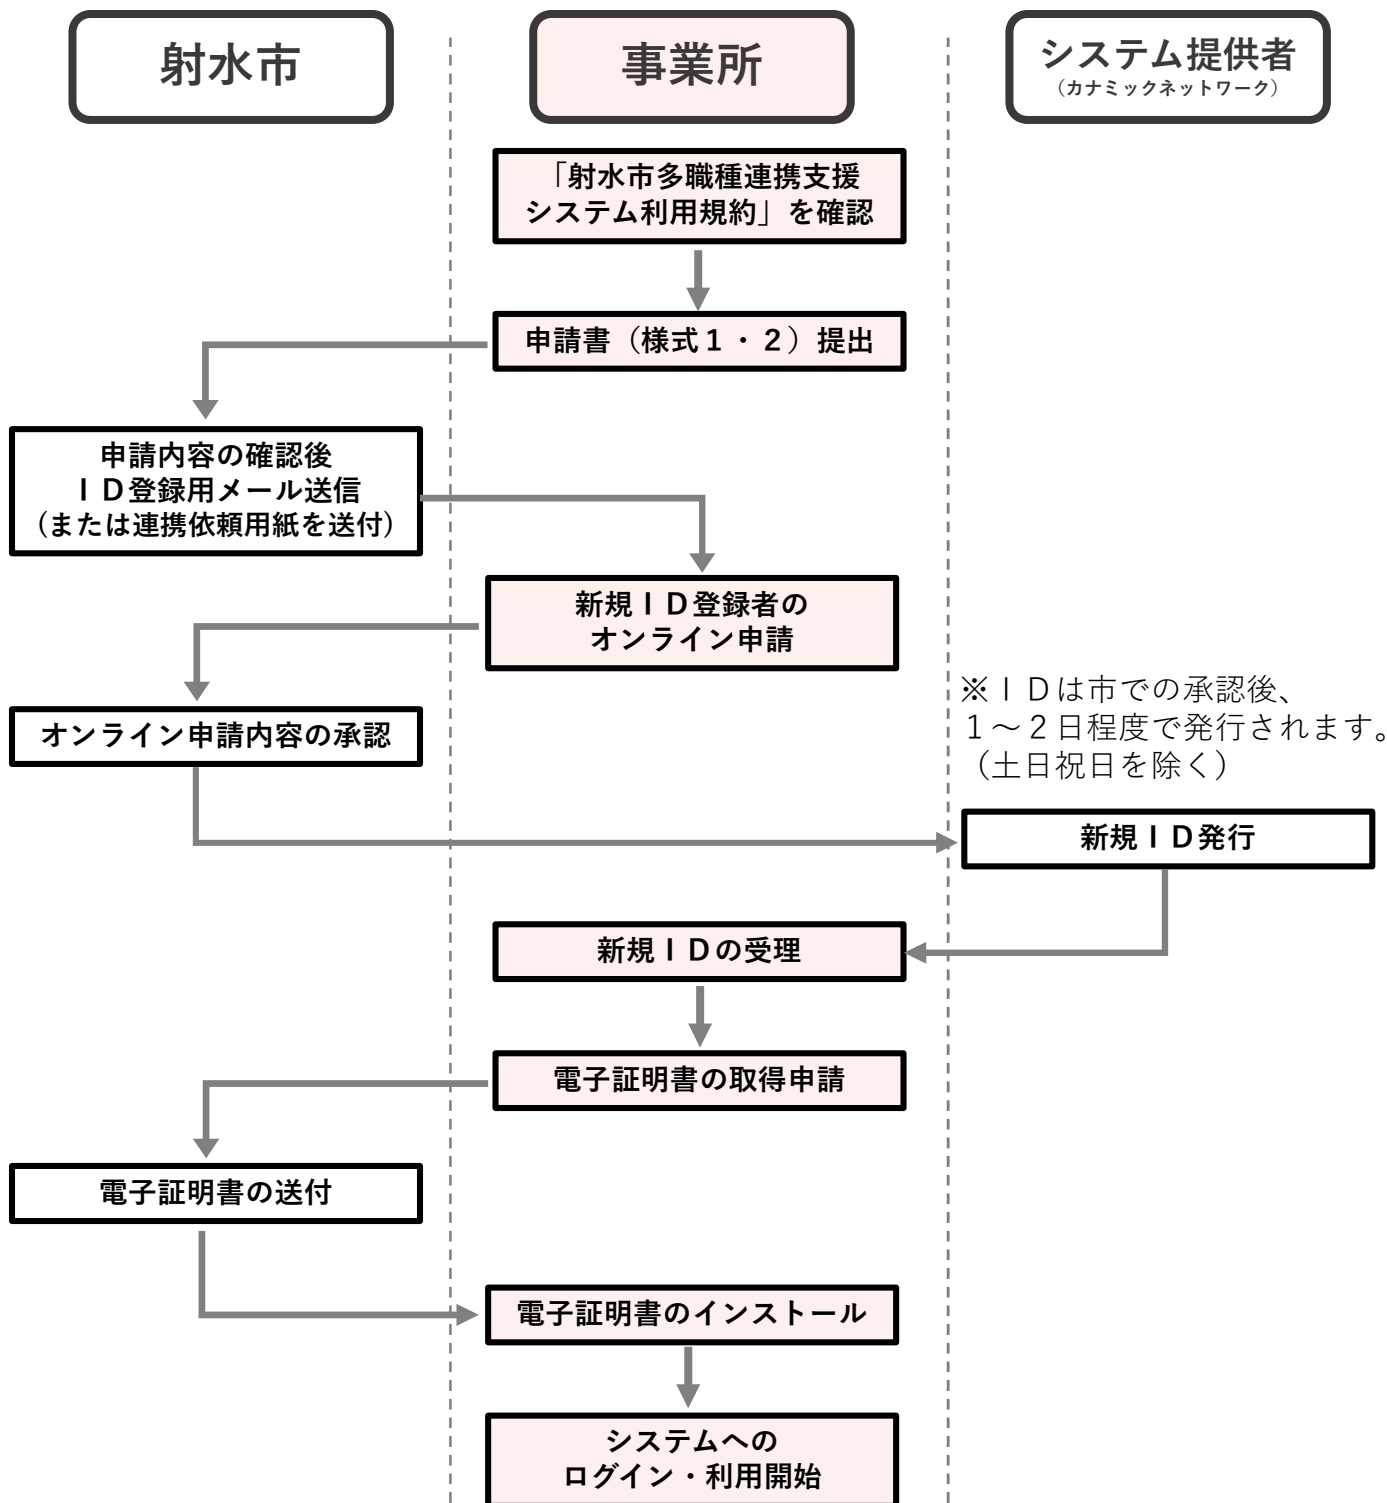 射水市
事業所
システム提供者
（カナミックネットワーク）
「射水市多職種連携支援
システム利用規約」を確認
申請書（様式１・２）提出
申請内容の確認後
ＩＤ登録用メール送信
（または連携依頼用紙を送付）
新規ＩＤ登録者の
オンライン申請
オンライン申請内容の承認
※ＩＤは市での承認後、
１～２日程度で発行されます。
（土日祝日を除く）
新規ＩＤ発行
新規ＩＤの受理
電子証明書の取得申請
電子証明書の送付
電子証明書のインストール
システムへの
ログイン・利用開始